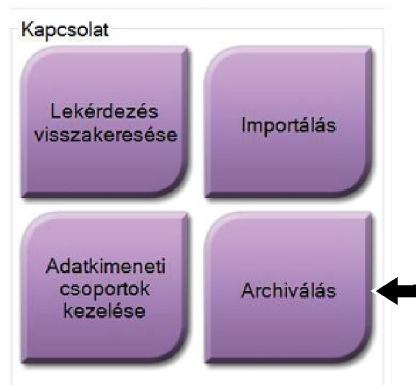 Kapcsolat
Lekérdezés
visszakeresése
Importálás
Adatkimeneti
csoportok
kezelése
Archiválás